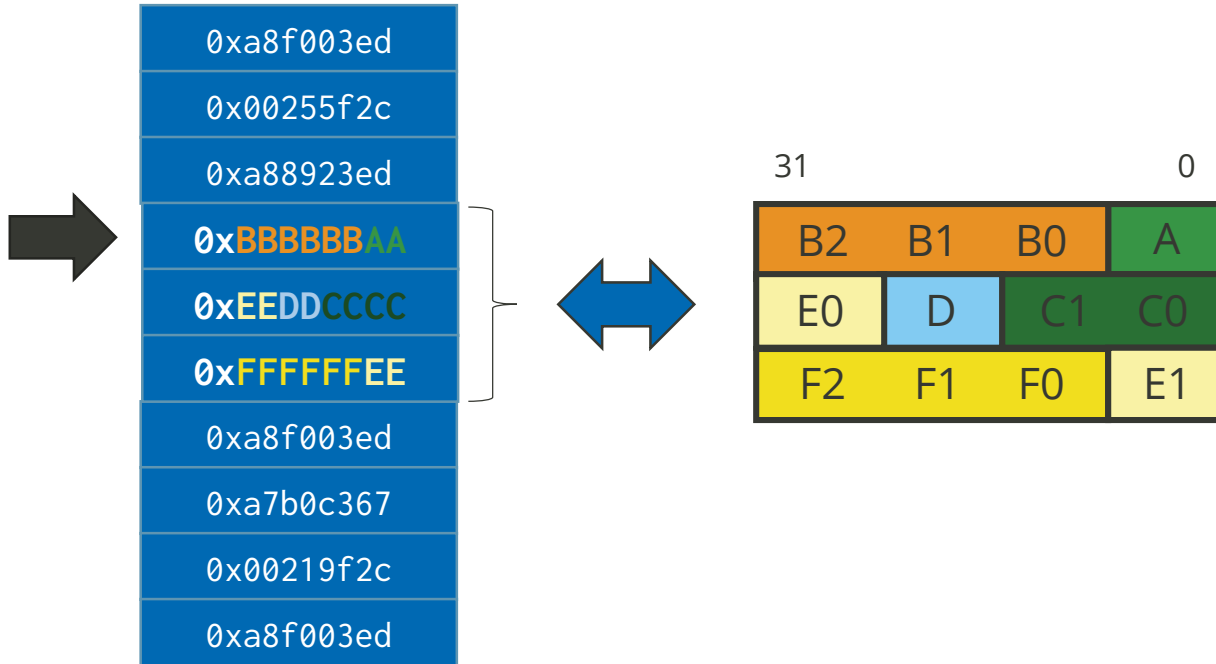 0xa8f003ed
0x00255f2c
0xa88923ed
0xBBBBBBAA
0xEEDDCCCC
0xFFFFFFEE
0xa8f003ed
0xa7b0c367
0x00219f2c
0xa8f003ed
31 0
B2 B1 B0 A
E0 D C1 C0
F2 F1 F0 E1